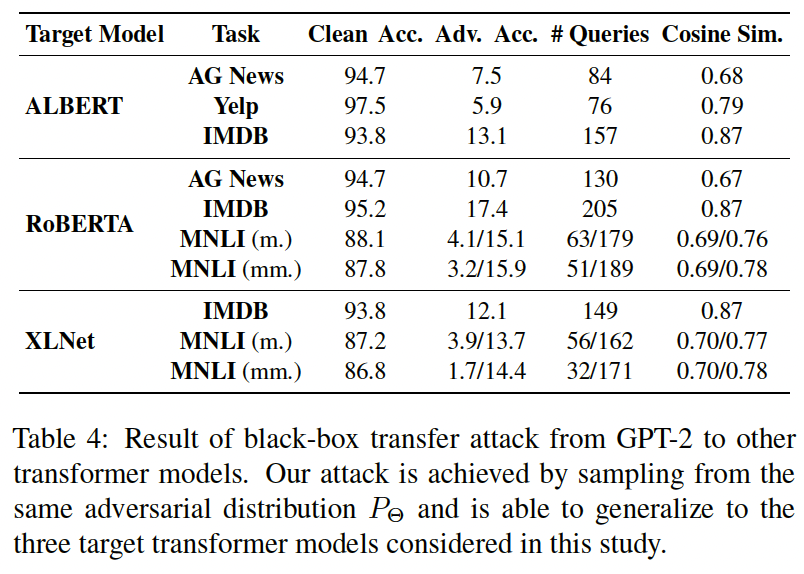 Target Model Task Clean Acc. Adv. Acc. # Queries Cosine Sim.
AG News 94.7 7.5 84 0.68
ALBERT Yelp 97.5 5.9 76 0.79
IMDB 93.8 13.1 157 0.87
AG News 94.7 10.7 130 0.67
RoBERTA IMDB 95.2 17.4 205 0.87
MNLI (m.) 88.1 4.1/15.1 63/179 0.69/0.76
MNLI (mm.) 87.8 3.2/15.9 51/189 0.69/0.78
IMDB 93.8 12.1 149 0.87
XLNet MNLI (m.) 87.2 3.9/13.7 56/162 0.70/0.77
MNLI (mm.) 86.8 1.7/14.4 32/171 0.70/0.78
Table 4: Result of black-box transfer attack from GPT-2 to other
transformer models. Our attack is achieved by sampling from the
same adversarial distribution P_Θ and is able to generalize to the
three target transformer models considered in this study.